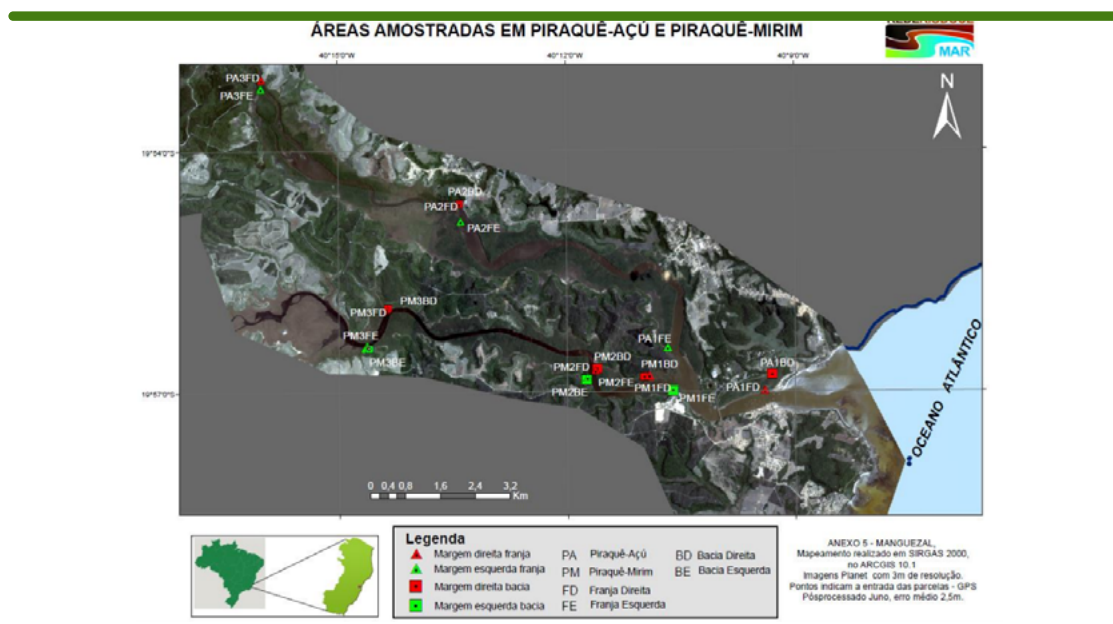 ÁREAS AMOSTRADAS EM PIRAQUÊ-AÇÚ E PIRAQUÊ-MIRIM
MAR
40°15'0"W
40°12'0"W
40°9'0"W
N
PA3FD
PA3FE
19°54'0"S
PA2BD
PA2FD
PA2FE
PM3BD
PM3FD
PM3FE
PM3BE
PA1FE
PM2BD
PM1BD
PA1BD
PM2FD
PM2FE
PM1FD
PA1FD
PM2BE
PM1FE
19°57'0"S
OCEANO ATLÂNTICO
0 0,4 0,8 1,6 2,4 3,2
Km
Legenda
Margem direita franja
Margem esquerda franja
Margem direita bacia
Margem esquerda bacia
PA Piraquê-Açú
PM Piraquê-Mirim
FD Franja Direita
FE Franja Esquerda
BD Bacia Direita
BE Bacia Esquerda
ANEXO 5 - MANGUEZAL,
Mapeamento realizado em SIRGAS 2000,
no ARCGIS 10.1
Imagens Planet com 3m de resolução.
Pontos indicam a entrada das parcelas - GPS
Pósprocessado Juno, erro médio 2,5m.